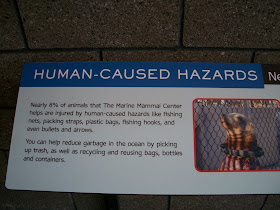 HUMAN-CAUSED HAZARDS Ne
Nearly 8% of animals that The Marine Mammal Center
helps are injured by human-caused hazards like fishing
nets, packing straps, plastic bags, fishing hooks, and
even bullets and arrows.
You can help reduce garbage in the ocean by picking
up trash, as well as recycling and reusing bags, bottles
and containers.